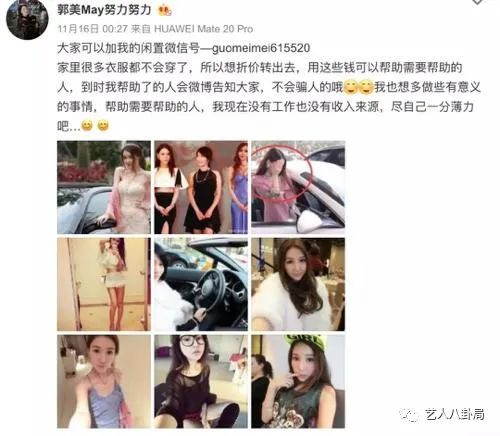 郭美May努力努力
11月16日 00:27 来自 HUAWEI Mate 20 Pro
大家可以加我的闲置微信号—guomeimei615520
家里很多衣服都不会穿了，所以想折价转出去，用这些钱可以帮助需要帮助的
人，到时我帮助了的人会微博告知大家，不会骗人的哦😊😊我也想多做些有意义
的事情，帮助需要帮助的人，我现在没有工作也没有收入来源，尽自己一分薄力
吧…😊😊
艺人八卦局